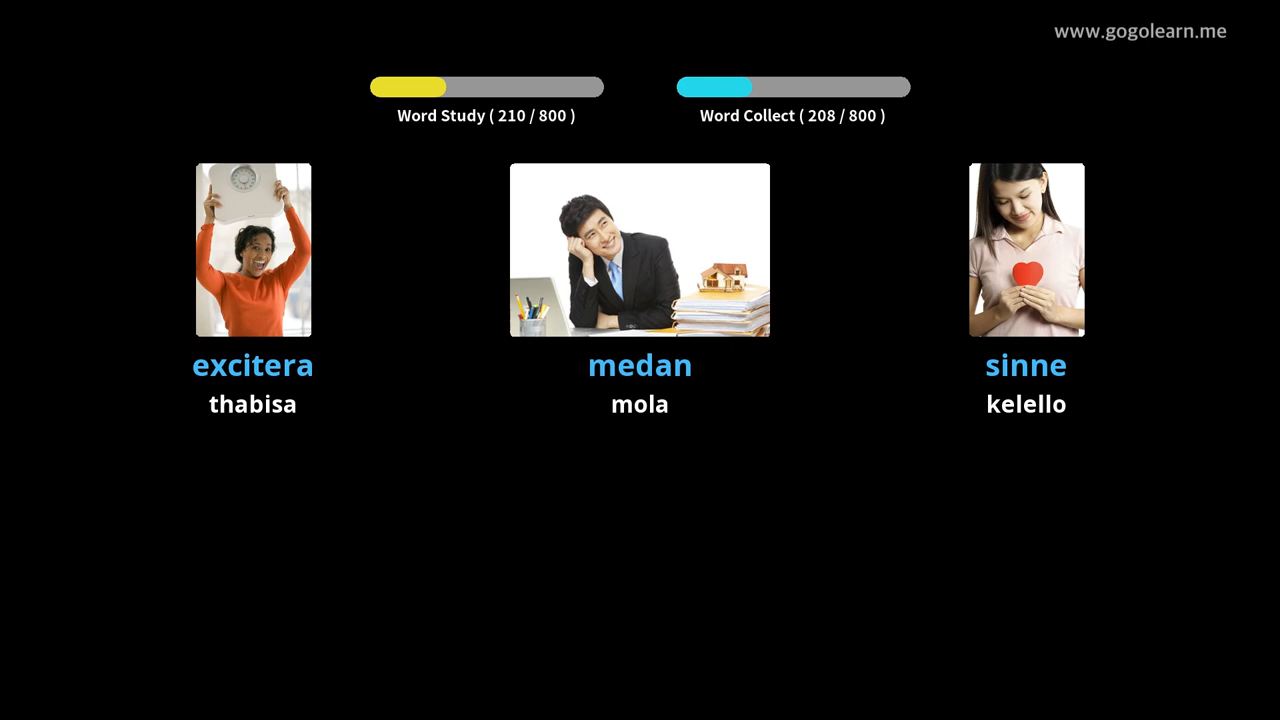 www.gogolearn.me
Word Study ( 210 / 800 )
Word Collect ( 208 / 800 )
excitera
medan
sinne
thabisa
mola
kelello